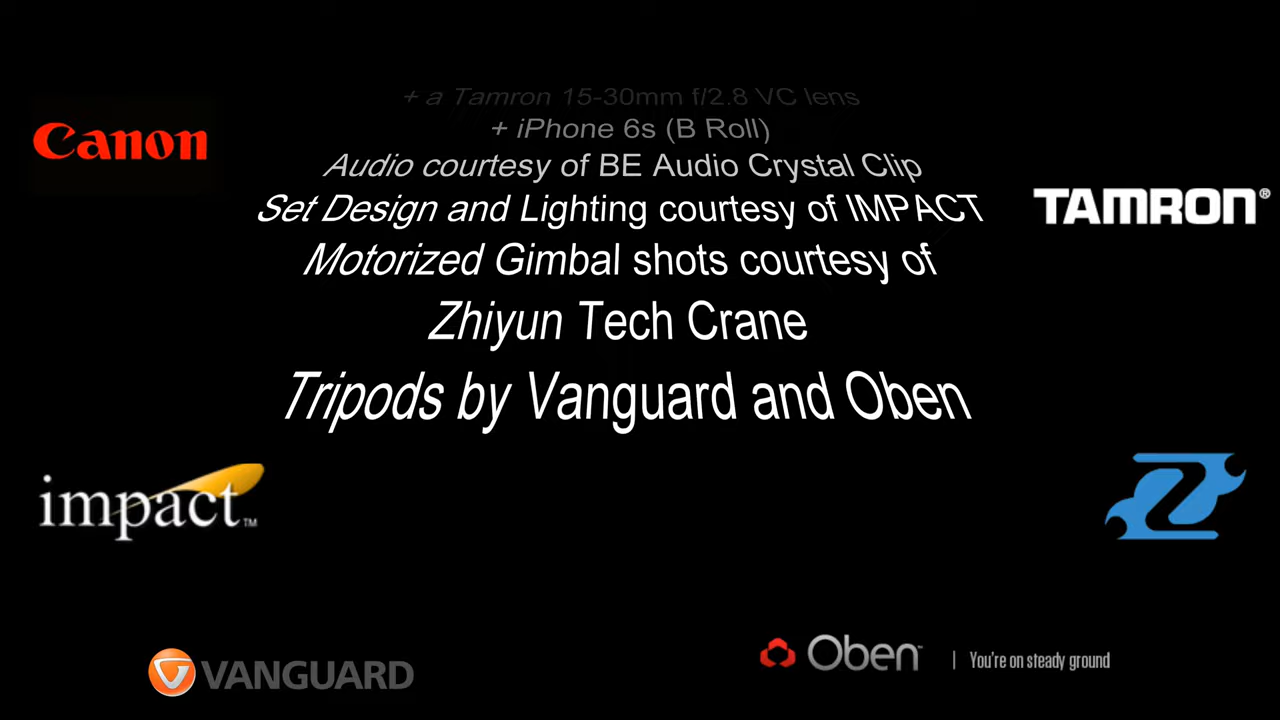 + a Tamron 15-30mm f/2.8 VC lens
+ iPhone 6s (B Roll)
Audio courtesy of BE Audio Crystal Clip
Set Design and Lighting courtesy of IMPACT
Motorized Gimbal shots courtesy of
Zhiyun Tech Crane
Tripods by Vanguard and Oben
Canon
TAMRON®
impact™
Z
VANGUARD
Oben™ | You're on steady ground